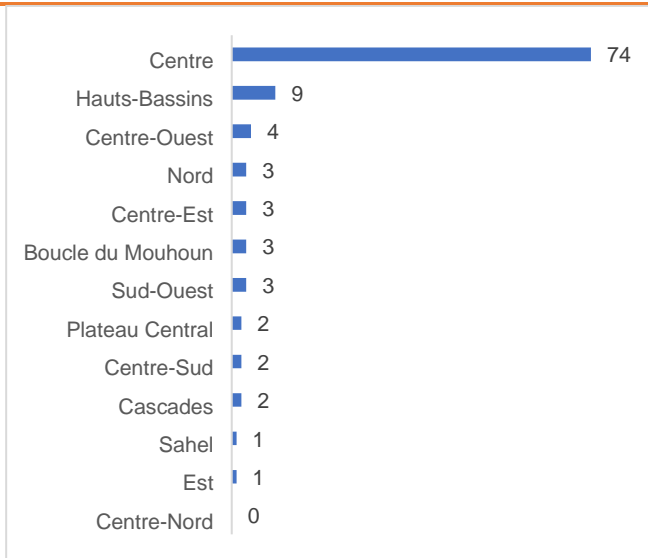 Centre 74
Hauts-Bassins 9
Centre-Ouest 4
Nord 3
Centre-Est 3
Boucle du Mouhoun 3
Sud-Ouest 3
Plateau Central 2
Centre-Sud 2
Cascades 2
Sahel 1
Est 1
Centre-Nord 0